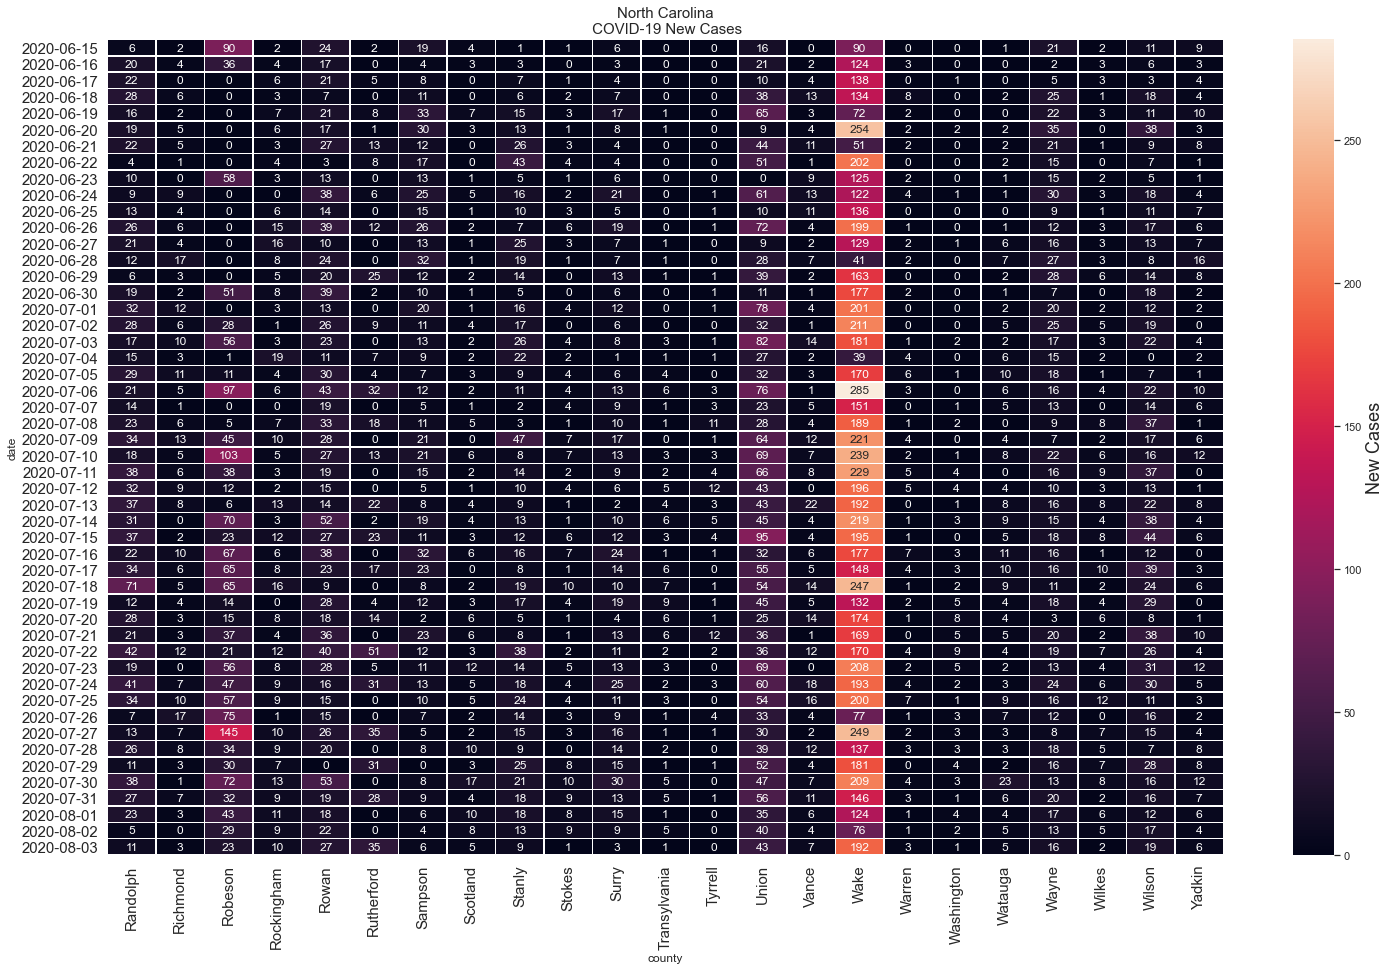 North Carolina
COVID-19 New Cases
2020-06-15 6 2 90 2 24 2 19 4 1 1 6 0 0 16 0 90 0 0 1 21 2 11 9
2020-06-16 20 4 36 4 17 0 4 3 3 0 3 0 0 21 2 124 3 0 0 2 3 6 3
2020-06-17 22 0 0 6 21 5 8 0 7 1 4 0 0 10 4 138 0 1 0 5 3 3 4
2020-06-18 28 6 0 3 7 0 11 0 6 2 7 0 0 38 13 134 8 0 2 25 1 18 4
2020-06-19 16 2 0 7 21 8 33 7 15 3 17 1 0 65 3 72 2 0 0 22 3 11 10
2020-06-20 19 5 0 6 17 1 30 3 13 1 8 1 0 9 4 254 2 2 2 35 0 38 3
2020-06-21 22 5 0 3 27 13 12 0 26 3 4 0 0 44 11 51 2 0 2 21 1 9 8
2020-06-22 4 1 0 4 3 8 17 0 43 4 4 0 0 51 1 202 0 0 2 15 0 7 1
2020-06-23 10 0 58 3 13 0 13 1 5 1 6 0 0 0 9 125 2 0 1 15 2 5 1
2020-06-24 9 9 0 0 38 6 25 5 16 2 21 0 1 61 13 122 4 1 1 30 3 18 4
2020-06-25 13 4 0 6 14 0 15 1 10 3 5 0 1 10 11 136 0 0 0 9 1 11 7
2020-06-26 26 6 0 15 39 12 26 2 7 6 19 0 1 72 4 199 1 0 1 12 3 17 6
2020-06-27 21 4 0 16 10 0 13 1 25 3 7 1 0 9 2 129 2 1 6 16 3 13 7
2020-06-28 12 17 0 8 24 0 32 1 19 1 7 1 0 28 7 41 2 0 7 27 3 8 16
2020-06-29 6 3 0 5 20 25 12 2 14 0 13 1 1 39 2 163 0 0 2 28 6 14 8
2020-06-30 19 2 51 8 39 2 10 1 5 0 6 0 1 11 1 177 2 0 1 7 0 18 2
2020-07-01 32 12 0 3 13 0 20 1 16 4 12 0 1 78 4 201 0 0 2 20 2 12 2
2020-07-02 28 6 28 1 26 9 11 4 17 0 6 0 0 32 1 211 0 0 5 25 5 19 0
2020-07-03 17 10 56 3 23 0 13 2 26 4 8 3 1 82 14 181 1 2 2 17 3 22 4
2020-07-04 15 3 1 19 11 7 9 2 22 2 1 1 1 27 2 39 4 0 6 15 2 0 2
2020-07-05 29 11 11 4 30 4 7 3 9 4 6 4 0 32 3 170 6 1 10 18 1 7 1
2020-07-06 21 5 97 6 43 32 12 2 11 4 13 6 3 76 1 285 3 0 6 16 4 22 10
2020-07-07 14 1 0 0 19 0 5 1 2 4 9 1 3 23 5 151 0 1 5 13 0 14 6
2020-07-08 23 6 5 7 33 18 11 5 3 1 10 1 11 28 4 189 1 2 0 9 8 37 1
2020-07-09 34 13 45 10 28 0 21 0 47 7 17 0 1 64 12 221 4 0 4 7 2 17 6
2020-07-10 18 5 103 5 27 13 21 6 8 7 13 3 3 69 7 239 2 1 8 22 6 16 12
2020-07-11 38 6 38 3 19 0 15 2 14 2 9 2 4 66 8 229 5 4 0 16 9 37 0
2020-07-12 32 9 12 2 15 0 5 1 10 4 6 5 12 43 0 196 5 4 4 10 3 13 1
2020-07-13 37 8 6 13 14 22 8 4 9 1 2 4 3 43 22 192 0 1 8 16 8 22 8
2020-07-14 31 0 70 3 52 2 19 4 13 1 10 6 5 45 4 219 1 3 9 15 4 38 4
2020-07-15 37 2 23 12 27 23 11 3 12 6 12 3 4 95 4 195 1 0 5 18 8 44 6
2020-07-16 22 10 67 6 38 0 32 6 16 7 24 1 1 32 6 177 7 3 11 16 1 12 0
2020-07-17 34 6 65 8 23 17 23 0 8 1 14 6 0 55 5 148 4 3 10 16 10 39 3
2020-07-18 71 5 65 16 9 0 8 2 19 10 10 7 1 54 14 247 1 2 9 11 2 24 6
2020-07-19 12 4 14 0 28 4 12 3 17 4 19 9 1 45 5 132 2 5 4 18 4 29 0
2020-07-20 28 3 15 8 18 14 2 6 5 1 4 6 1 25 14 174 1 8 4 3 6 8 1
2020-07-21 21 3 37 4 36 0 23 6 8 1 13 6 12 36 1 169 0 5 5 20 2 38 10
2020-07-22 42 12 21 12 40 51 12 3 38 2 11 2 2 36 12 170 4 9 4 19 7 26 4
2020-07-23 19 0 56 8 28 5 11 12 14 5 13 3 0 69 0 208 2 5 2 13 4 31 12
2020-07-24 41 7 47 9 16 31 13 5 18 4 25 2 3 60 18 193 4 2 3 24 6 30 5
2020-07-25 34 10 57 9 15 0 10 5 24 4 11 3 0 54 16 200 7 1 9 16 12 11 3
2020-07-26 7 17 75 1 15 0 7 2 14 3 9 1 4 33 4 77 1 3 7 12 0 16 2
2020-07-27 13 7 145 10 26 35 5 2 15 3 16 1 1 30 2 249 2 3 3 8 7 15 4
2020-07-28 26 8 34 9 20 0 8 10 9 0 14 2 0 39 12 137 3 3 3 18 5 7 8
2020-07-29 11 3 30 7 0 31 0 3 25 8 15 1 1 52 4 181 0 4 2 16 7 28 8
2020-07-30 38 1 72 13 53 0 8 17 21 10 30 5 0 47 7 209 4 3 23 13 8 16 12
2020-07-31 27 7 32 9 19 28 9 4 18 9 13 5 1 56 11 146 3 1 6 20 2 16 7
2020-08-01 23 3 43 11 18 0 6 10 18 8 15 1 0 35 6 124 1 4 4 17 6 12 6
2020-08-02 5 0 29 9 22 0 4 8 13 9 9 5 0 40 4 76 1 2 5 13 5 17 4
2020-08-03 11 3 23 10 27 35 6 5 9 1 3 1 0 43 7 192 3 1 5 16 2 19 6
date
Randolph Richmond Robeson Rockingham Rowan Rutherford Sampson Scotland Stanly Stokes Surry Transylvania Tyrrell Union Vance Wake Warren Washington Watauga Wayne Wilkes Wilson Yadkin
county
250
200
150
100
50
0
New Cases